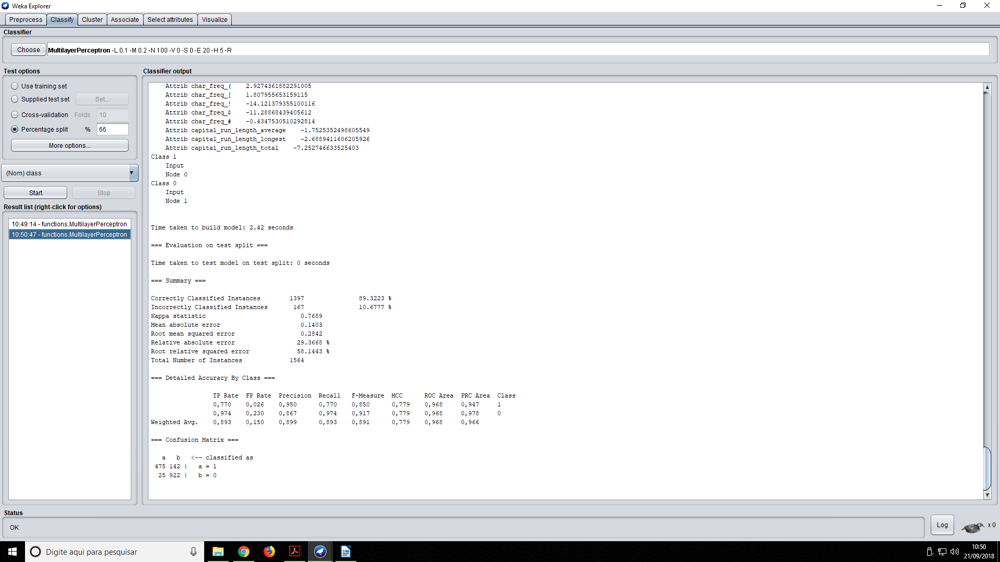 Weka Explorer
Preprocess Classify Cluster Associate Select attributes Visualize
Classifier
Choose MultilayerPerceptron -L 0.1 -M 0.2 -N 100 -V 0 -S 0 -E 20 -H 5 -R
Test options
Use training set
Supplied test set Set...
Cross-validation Folds 10
Percentage split % 66
More options...
(Nom) class
Start Stop
Result list (right-click for options)
10:49:14 - functions.MultilayerPerceptron
10:50:47 - functions.MultilayerPerceptron
Classifier output
Attrib char_freq_( 2.9274361882291005
Attrib char_freq_[ 1.807955653159115
Attrib char_freq_! -14.121379355100116
Attrib char_freq_$ -11.28868439405612
Attrib char_freq_# -0.4347530510292814
Attrib capital_run_length_average -1.7525352498605549
Attrib capital_run_length_longest -2.6889411606205926
Attrib capital_run_length_total -7.252746633525403
Class 1
Input
Node 0
Class 0
Input
Node 1
Time taken to build model: 2.42 seconds
=== Evaluation on test split ===
Time taken to test model on test split: 0 seconds
=== Summary ===
Correctly Classified Instances 1397 89.3223 %
Incorrectly Classified Instances 167 10.6777 %
Kappa statistic 0.7689
Mean absolute error 0.1403
Root mean squared error 0.2842
Relative absolute error 29.3668 %
Root relative squared error 58.1443 %
Total Number of Instances 1564
=== Detailed Accuracy By Class ===
TP Rate FP Rate Precision Recall F-Measure MCC ROC Area PRC Area Class
0,770 0,026 0,950 0,770 0,850 0,779 0,968 0,947 1
0,974 0,230 0,867 0,974 0,917 0,779 0,968 0,978 0
Weighted Avg. 0,893 0,150 0,899 0,893 0,891 0,779 0,968 0,966
=== Confusion Matrix ===
a b <-- classified as
475 142 | a = 1
25 922 | b = 0
Status
OK
Log x 0
Digite aqui para pesquisar
10:50
21/09/2018